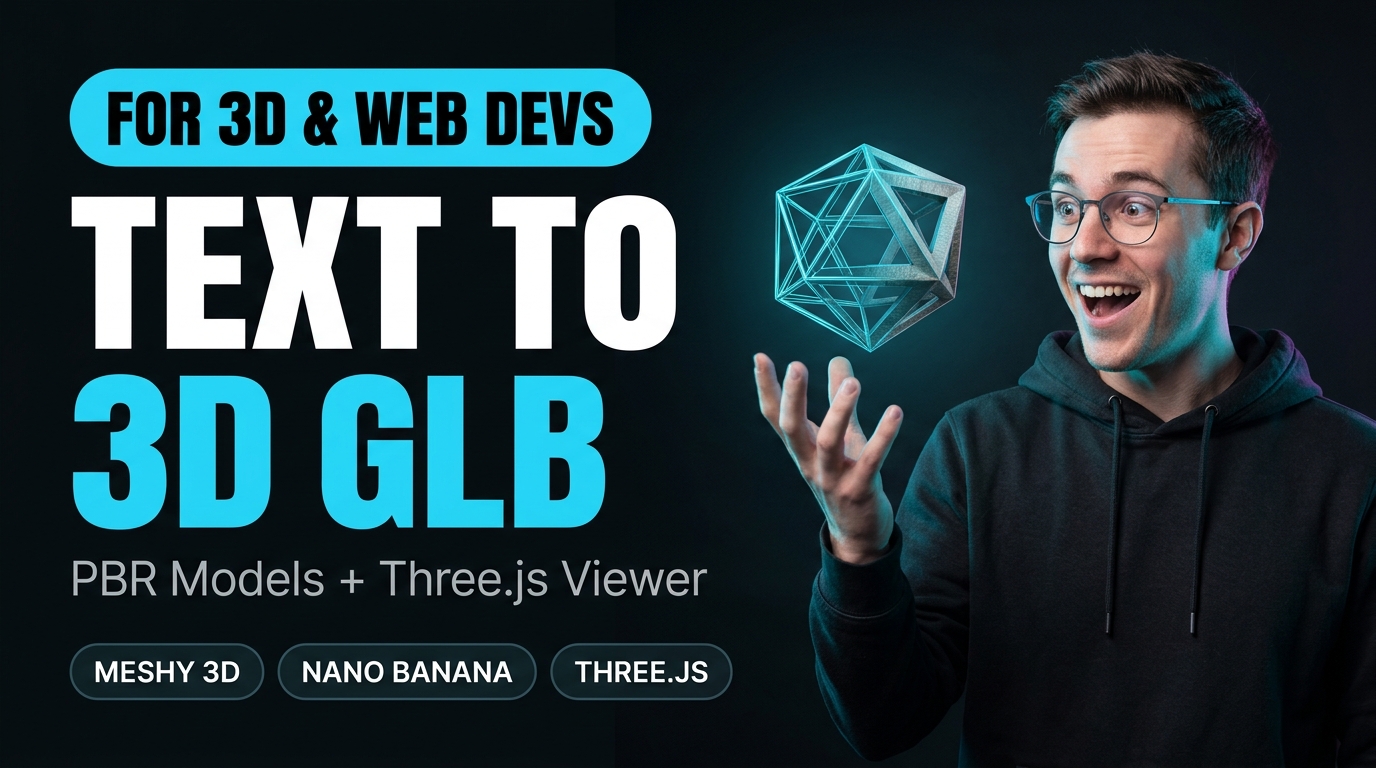 FOR 3D & WEB DEVS
TEXT TO
3D GLB
PBR Models + Three.js Viewer
MESHY 3D
NANO BANANA
THREE.JS